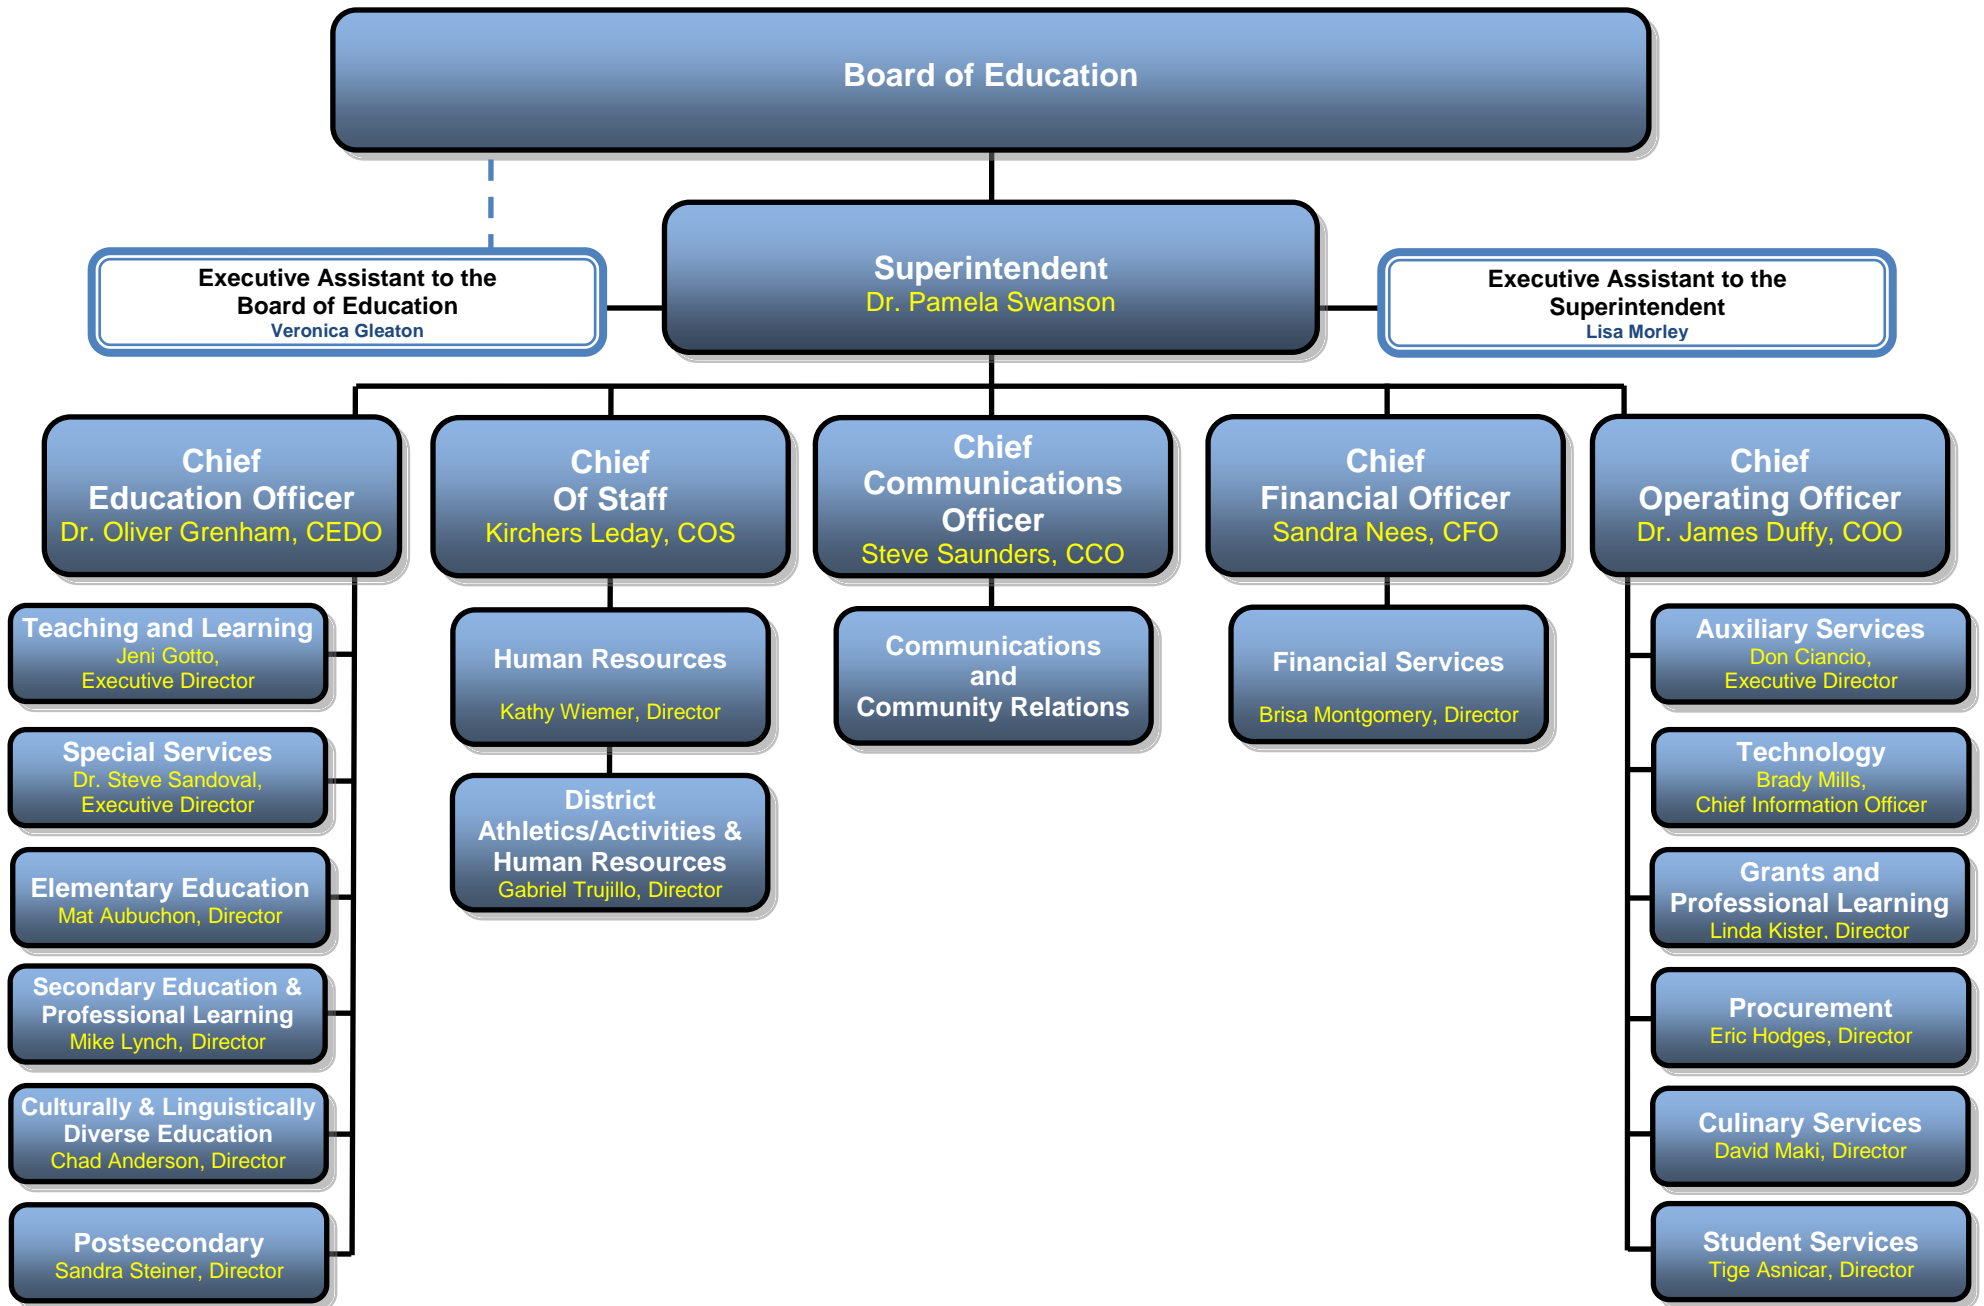 Board of Education
Superintendent
Dr. Pamela Swanson
Executive Assistant to the
Board of Education
Veronica Gleaton
Executive Assistant to the
Superintendent
Lisa Morley
Chief
Education Officer
Dr. Oliver Grenham, CEDO
Chief
Of Staff
Kirchers Leday, COS
Chief
Communications
Officer
Steve Saunders, CCO
Chief
Financial Officer
Sandra Nees, CFO
Chief
Operating Officer
Dr. James Duffy, COO
Teaching and Learning
Jeni Gotto,
Executive Director
Special Services
Dr. Steve Sandoval,
Executive Director
Elementary Education
Mat Aubuchon, Director
Secondary Education &
Professional Learning
Mike Lynch, Director
Culturally & Linguistically
Diverse Education
Chad Anderson, Director
Postsecondary
Sandra Steiner, Director
Human Resources
Kathy Wiemer, Director
District
Athletics/Activities &
Human Resources
Gabriel Trujillo, Director
Communications
and
Community Relations
Financial Services
Brisa Montgomery, Director
Auxiliary Services
Don Ciancio,
Executive Director
Technology
Brady Mills,
Chief Information Officer
Grants and
Professional Learning
Linda Kister, Director
Procurement
Eric Hodges, Director
Culinary Services
David Maki, Director
Student Services
Tige Asnicar, Director